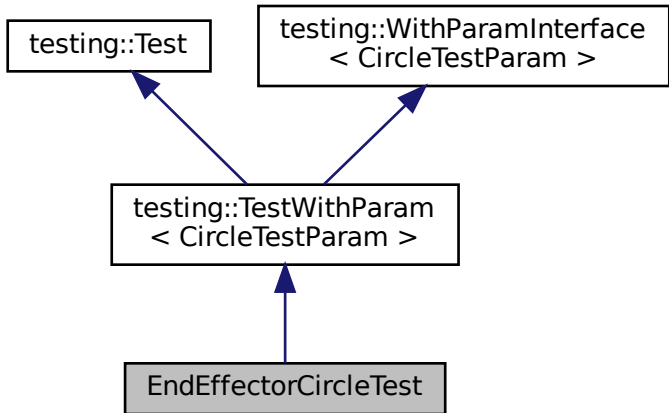 testing::Test
testing::WithParamInterface
< CircleTestParam >
testing::TestWithParam
< CircleTestParam >
EndEffectorCircleTest